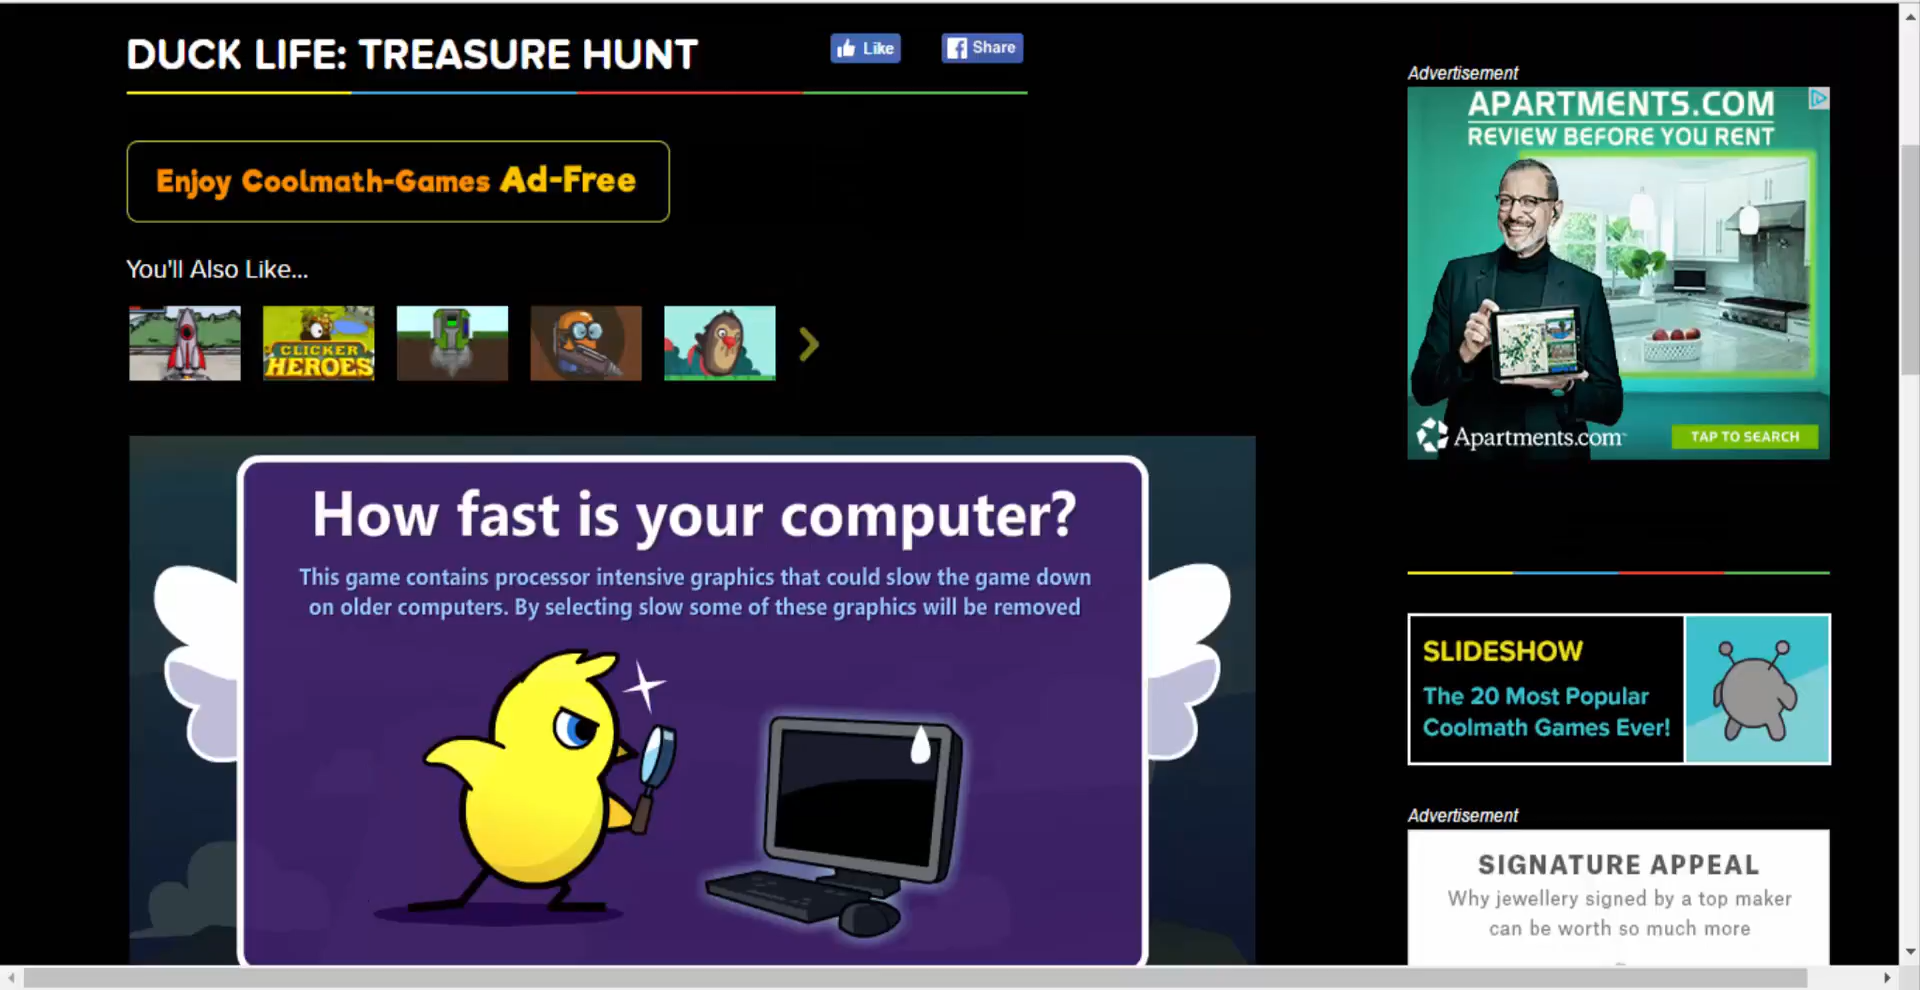 DUCK LIFE: TREASURE HUNT
Like
Share
Enjoy Coolmath-Games Ad-Free
You'll Also Like...
CLICKER
HEROES
How fast is your computer?
This game contains processor intensive graphics that could slow the game down
on older computers. By selecting slow some of these graphics will be removed
Advertisement
APARTMENTS.COM
REVIEW BEFORE YOU RENT
Apartments.com
TAP TO SEARCH
SLIDESHOW
The 20 Most Popular
Coolmath Games Ever!
Advertisement
SIGNATURE APPEAL
Why jewellery signed by a top maker
can be worth so much more